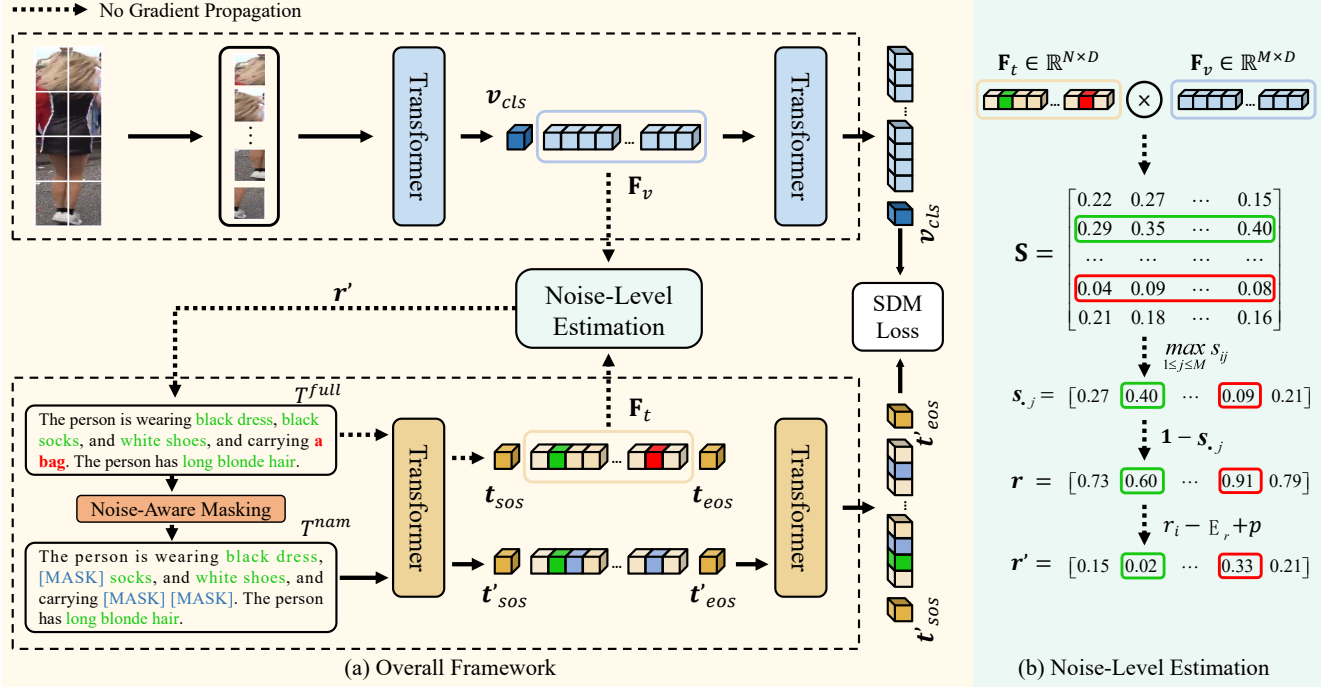 No Gradient Propagation
Transformer
v_cls
...
F_v
Transformer
v_cls
r'
Noise-Level
Estimation
SDM
Loss
T^full
The person is wearing black dress, black
socks, and white shoes, and carrying a
bag. The person has long blonde hair.
Noise-Aware Masking
T^nam
The person is wearing black dress,
[MASK] socks, and white shoes, and
carrying [MASK] [MASK]. The person
has long blonde hair.
Transformer
F_t
t_sos
...
t_eos
t'_sos
...
t'_eos
Transformer
t'_eos
t'_sos
(a) Overall Framework
F_t ∈ ℝ^{N×D} F_v ∈ ℝ^{M×D}
... × ...
0.22 0.27 ⋯ 0.15
0.29 0.35 ⋯ 0.40
S = ⋯ ⋯ ⋯ ⋯
0.04 0.09 ⋯ 0.08
0.21 0.18 ⋯ 0.16
max s_ij
1≤j≤M
s_{•j} = [0.27 0.40 ⋯ 0.09 0.21]
1 − s_{•j}
r = [0.73 0.60 ⋯ 0.91 0.79]
r_i − 𝔼_r + p
r' = [0.15 0.02 ⋯ 0.33 0.21]
(b) Noise-Level Estimation